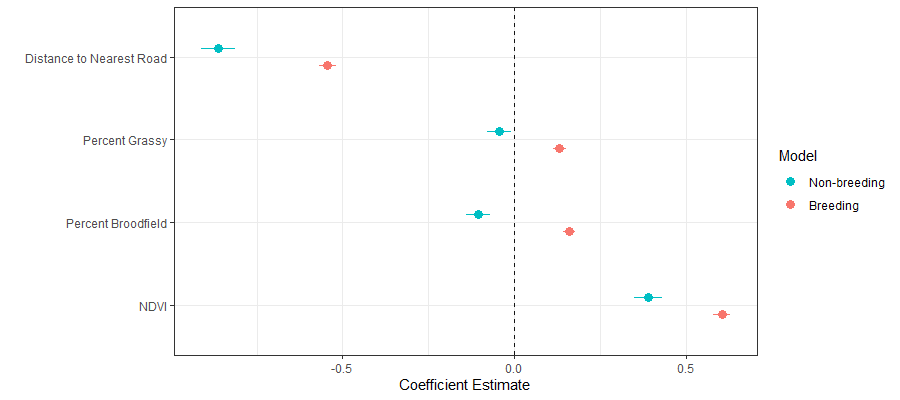 Distance to Nearest Road
Percent Grassy
Percent Broodfield
NDVI
-0.5
0.0
0.5
Coefficient Estimate
Model
Non-breeding
Breeding